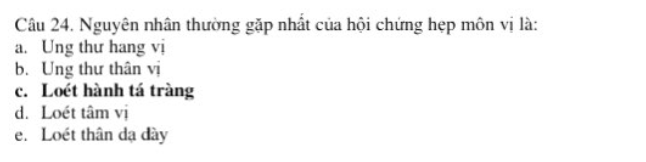 Câu 24. Nguyên nhân thường gặp nhất của hội chứng hẹp môn vị là:
a. Ung thư hang vị
b. Ung thư thân vị
c. Loét hành tá tràng
d. Loét tâm vị
e. Loét thân dạ dày